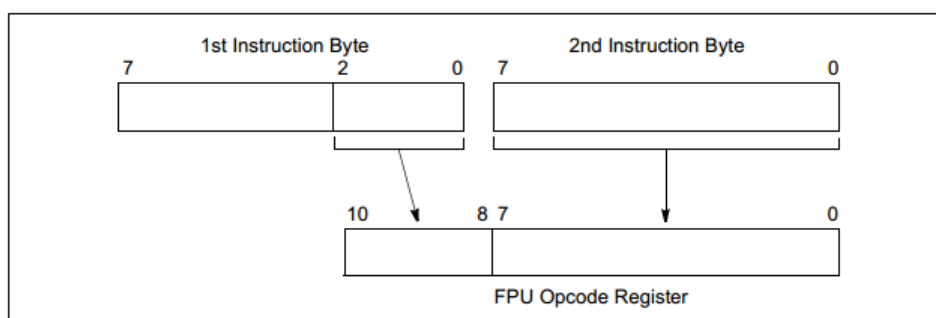 1st Instruction Byte 2nd Instruction Byte
7 2 0 7 0
10 8 7 0
FPU Opcode Register